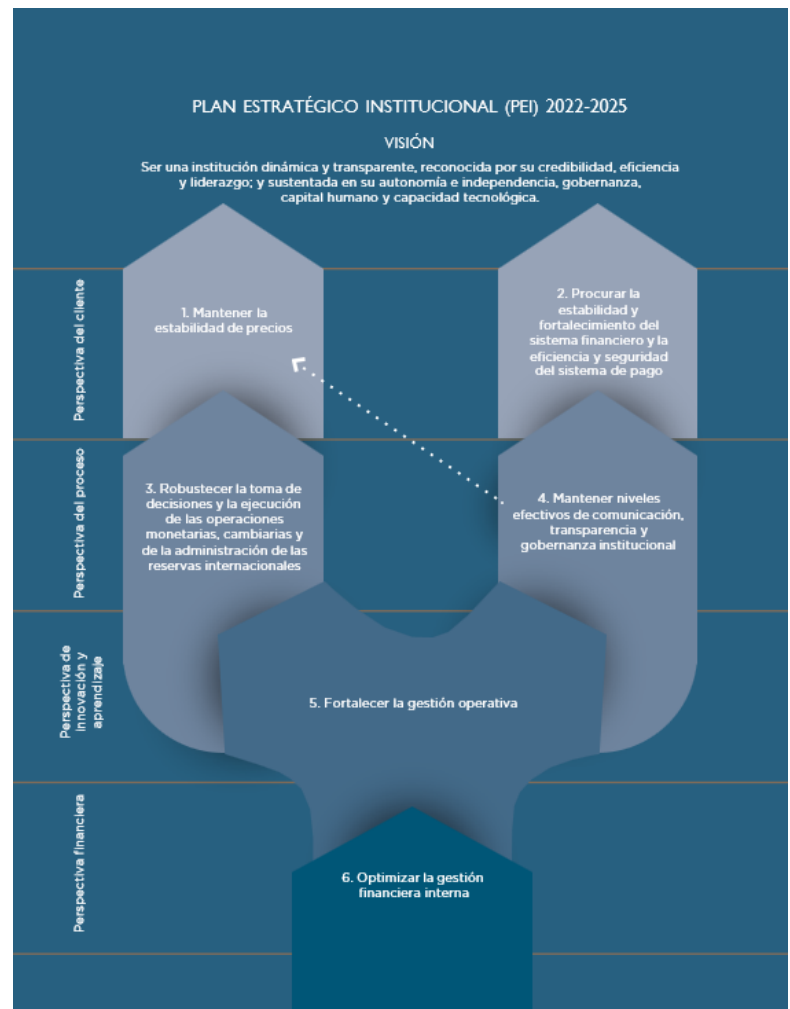 PLAN ESTRATÉGICO INSTITUCIONAL (PEI) 2022-2025
VISIÓN
Ser una institución dinámica y transparente, reconocida por su credibilidad, eficiencia
y liderazgo; y sustentada en su autonomía e independencia, gobernanza,
capital humano y capacidad tecnológica.
Perspectiva del cliente
1. Mantener la
estabilidad de precios
2. Procurar la
estabilidad y
fortalecimiento del
sistema financiero y la
eficiencia y seguridad
del sistema de pago
Perspectiva del proceso
3. Robustecer la toma de
decisiones y la ejecución
de las operaciones
monetarias, cambiarias y
de la administración de las
reservas internacionales
4. Mantener niveles
efectivos de comunicación,
transparencia y
gobernanza institucional
Perspectiva de
innovación y
aprendizaje
5. Fortalecer la gestión operativa
Perspectiva financiera
6. Optimizar la gestión
financiera interna